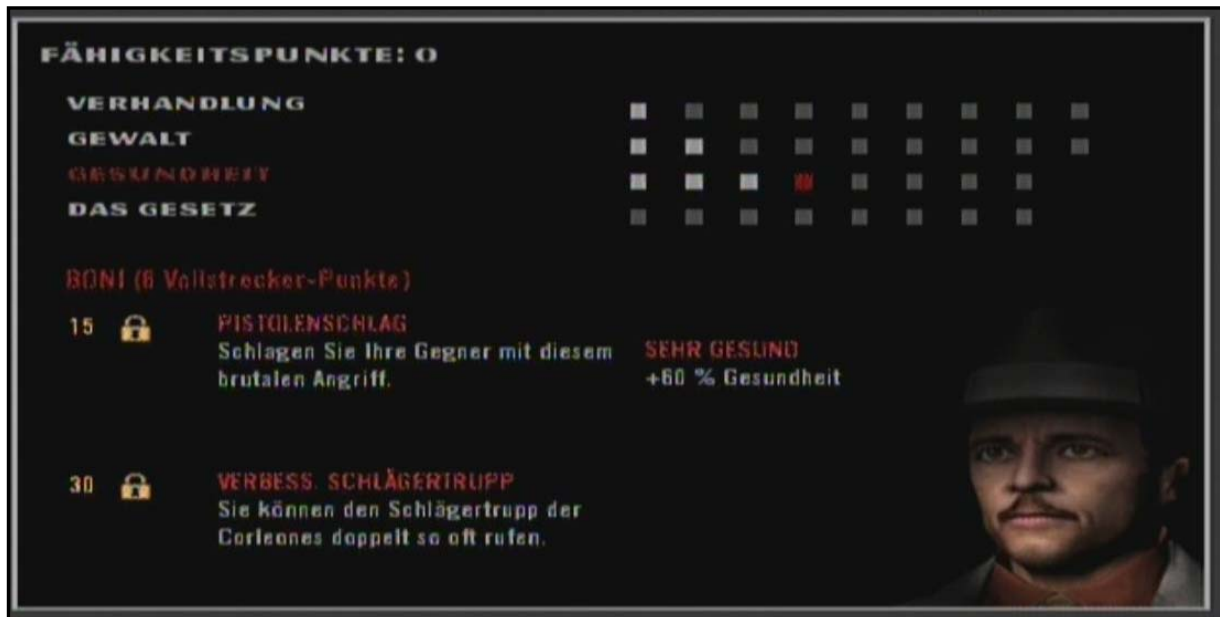 FÄHIGKEITSPUNKTE: 0
VERHANDLUNG
GEWALT
GESUNDHEIT
DAS GESETZ
BONI (6 Vollstrecker-Punkte)
15
PISTOLENSCHLAG
Schlagen Sie Ihre Gegner mit diesem
brutalen Angriff.
SEHR GESUND
+60 % Gesundheit
30
VERBESS. SCHLÄGERTRUPP
Sie können den Schlägertrupp der
Corleones doppelt so oft rufen.